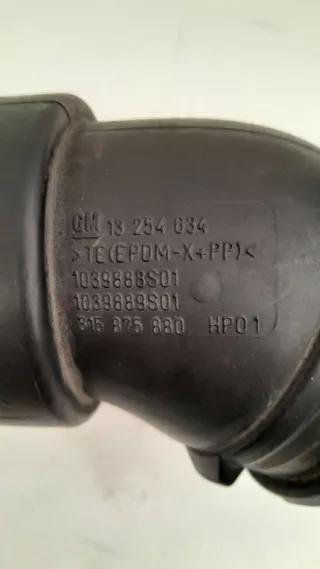 GM 13 254 634
>TE(EPDM-X+PP)<
1039888S01
1039889S01
315 875 880 HP01